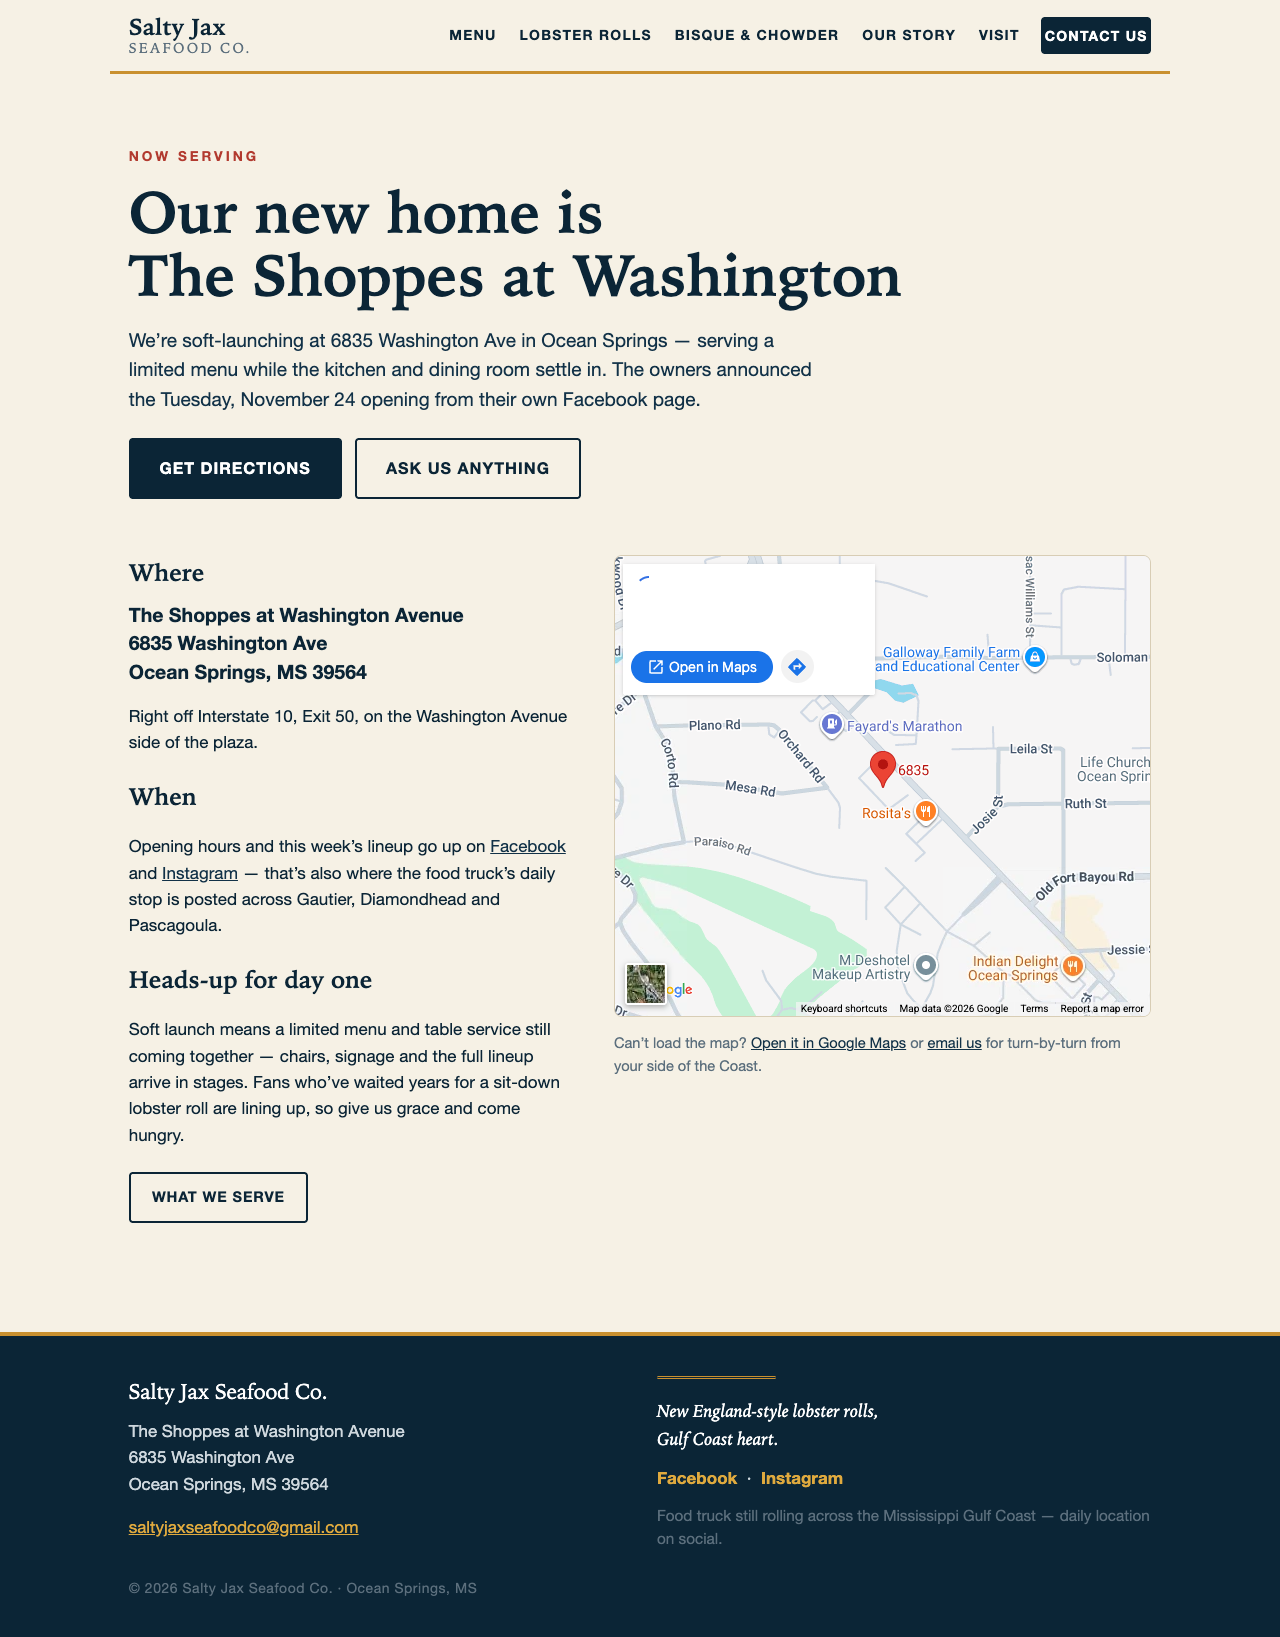 Salty Jax
SEAFOOD CO.
MENU LOBSTER ROLLS BISQUE & CHOWDER OUR STORY VISIT CONTACT US
NOW SERVING
Our new home is
The Shoppes at Washington
We’re soft-launching at 6835 Washington Ave in Ocean Springs — serving a
limited menu while the kitchen and dining room settle in. The owners announced
the Tuesday, November 24 opening from their own Facebook page.
GET DIRECTIONS ASK US ANYTHING
Where
The Shoppes at Washington Avenue
6835 Washington Ave
Ocean Springs, MS 39564
Right off Interstate 10, Exit 50, on the Washington Avenue
side of the plaza.
When
Opening hours and this week’s lineup go up on Facebook
and Instagram — that’s also where the food truck’s daily
stop is posted across Gautier, Diamondhead and
Pascagoula.
Heads-up for day one
Soft launch means a limited menu and table service still
coming together — chairs, signage and the full lineup
arrive in stages. Fans who’ve waited years for a sit-down
lobster roll are lining up, so give us grace and come
hungry.
WHAT WE SERVE
Open in Maps
sac Williams St
Galloway Family Farm
and Educational Center
Soloman
Plano Rd
Fayard's Marathon
Orchard Rd
Corto Rd
Leila St
Life Church
Ocean Sprin
6835
Mesa Rd
Rosita's
Josie St
Ruth St
Paraiso Rd
Old Fort Bayou Rd
Jessie
M.Deshotel
Makeup Artistry
Indian Delight
Ocean Springs
Keyboard shortcuts Map data ©2026 Google Terms Report a map error
Can’t load the map? Open it in Google Maps or email us for turn-by-turn from
your side of the Coast.
Salty Jax Seafood Co.
The Shoppes at Washington Avenue
6835 Washington Ave
Ocean Springs, MS 39564
saltyjaxseafoodco@gmail.com
New England-style lobster rolls,
Gulf Coast heart.
Facebook · Instagram
Food truck still rolling across the Mississippi Gulf Coast — daily location
on social.
© 2026 Salty Jax Seafood Co. · Ocean Springs, MS